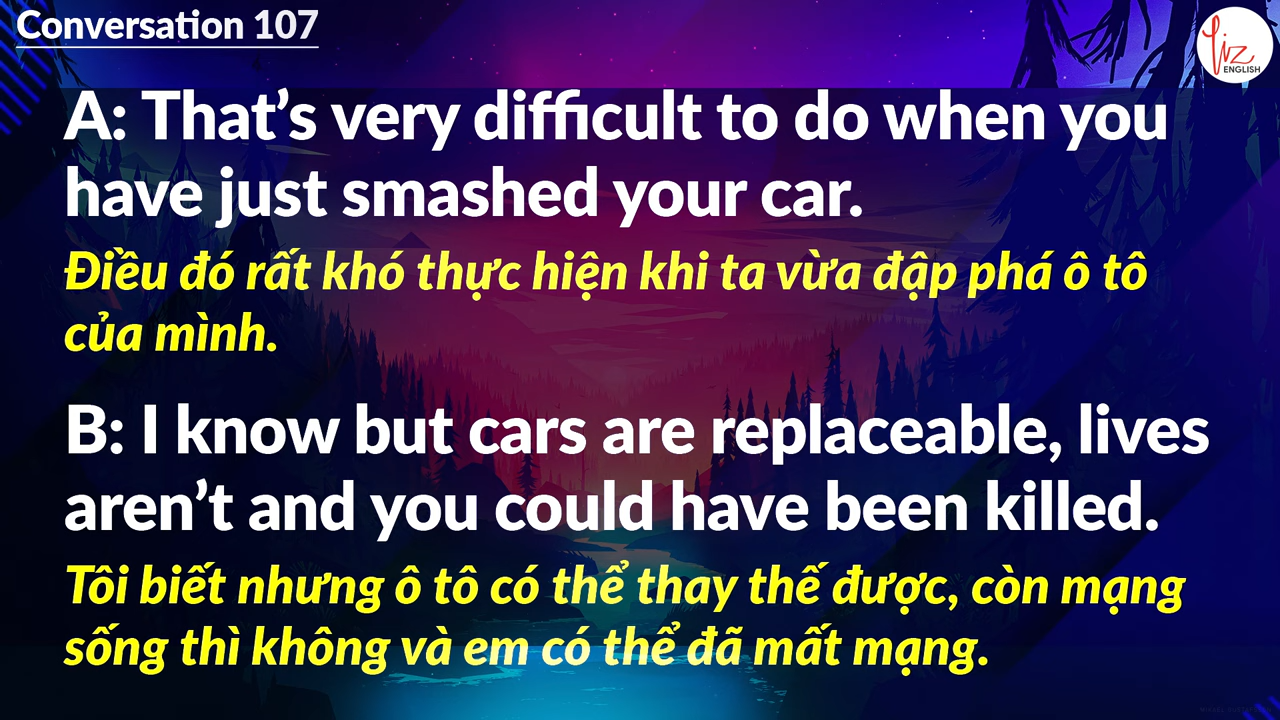 Conversation 107
Liz
ENGLISH
A: That’s very difficult to do when you
have just smashed your car.
Điều đó rất khó thực hiện khi ta vừa đập phá ô tô
của mình.
B: I know but cars are replaceable, lives
aren’t and you could have been killed.
Tôi biết nhưng ô tô có thể thay thế được, còn mạng
sống thì không và em có thể đã mất mạng.